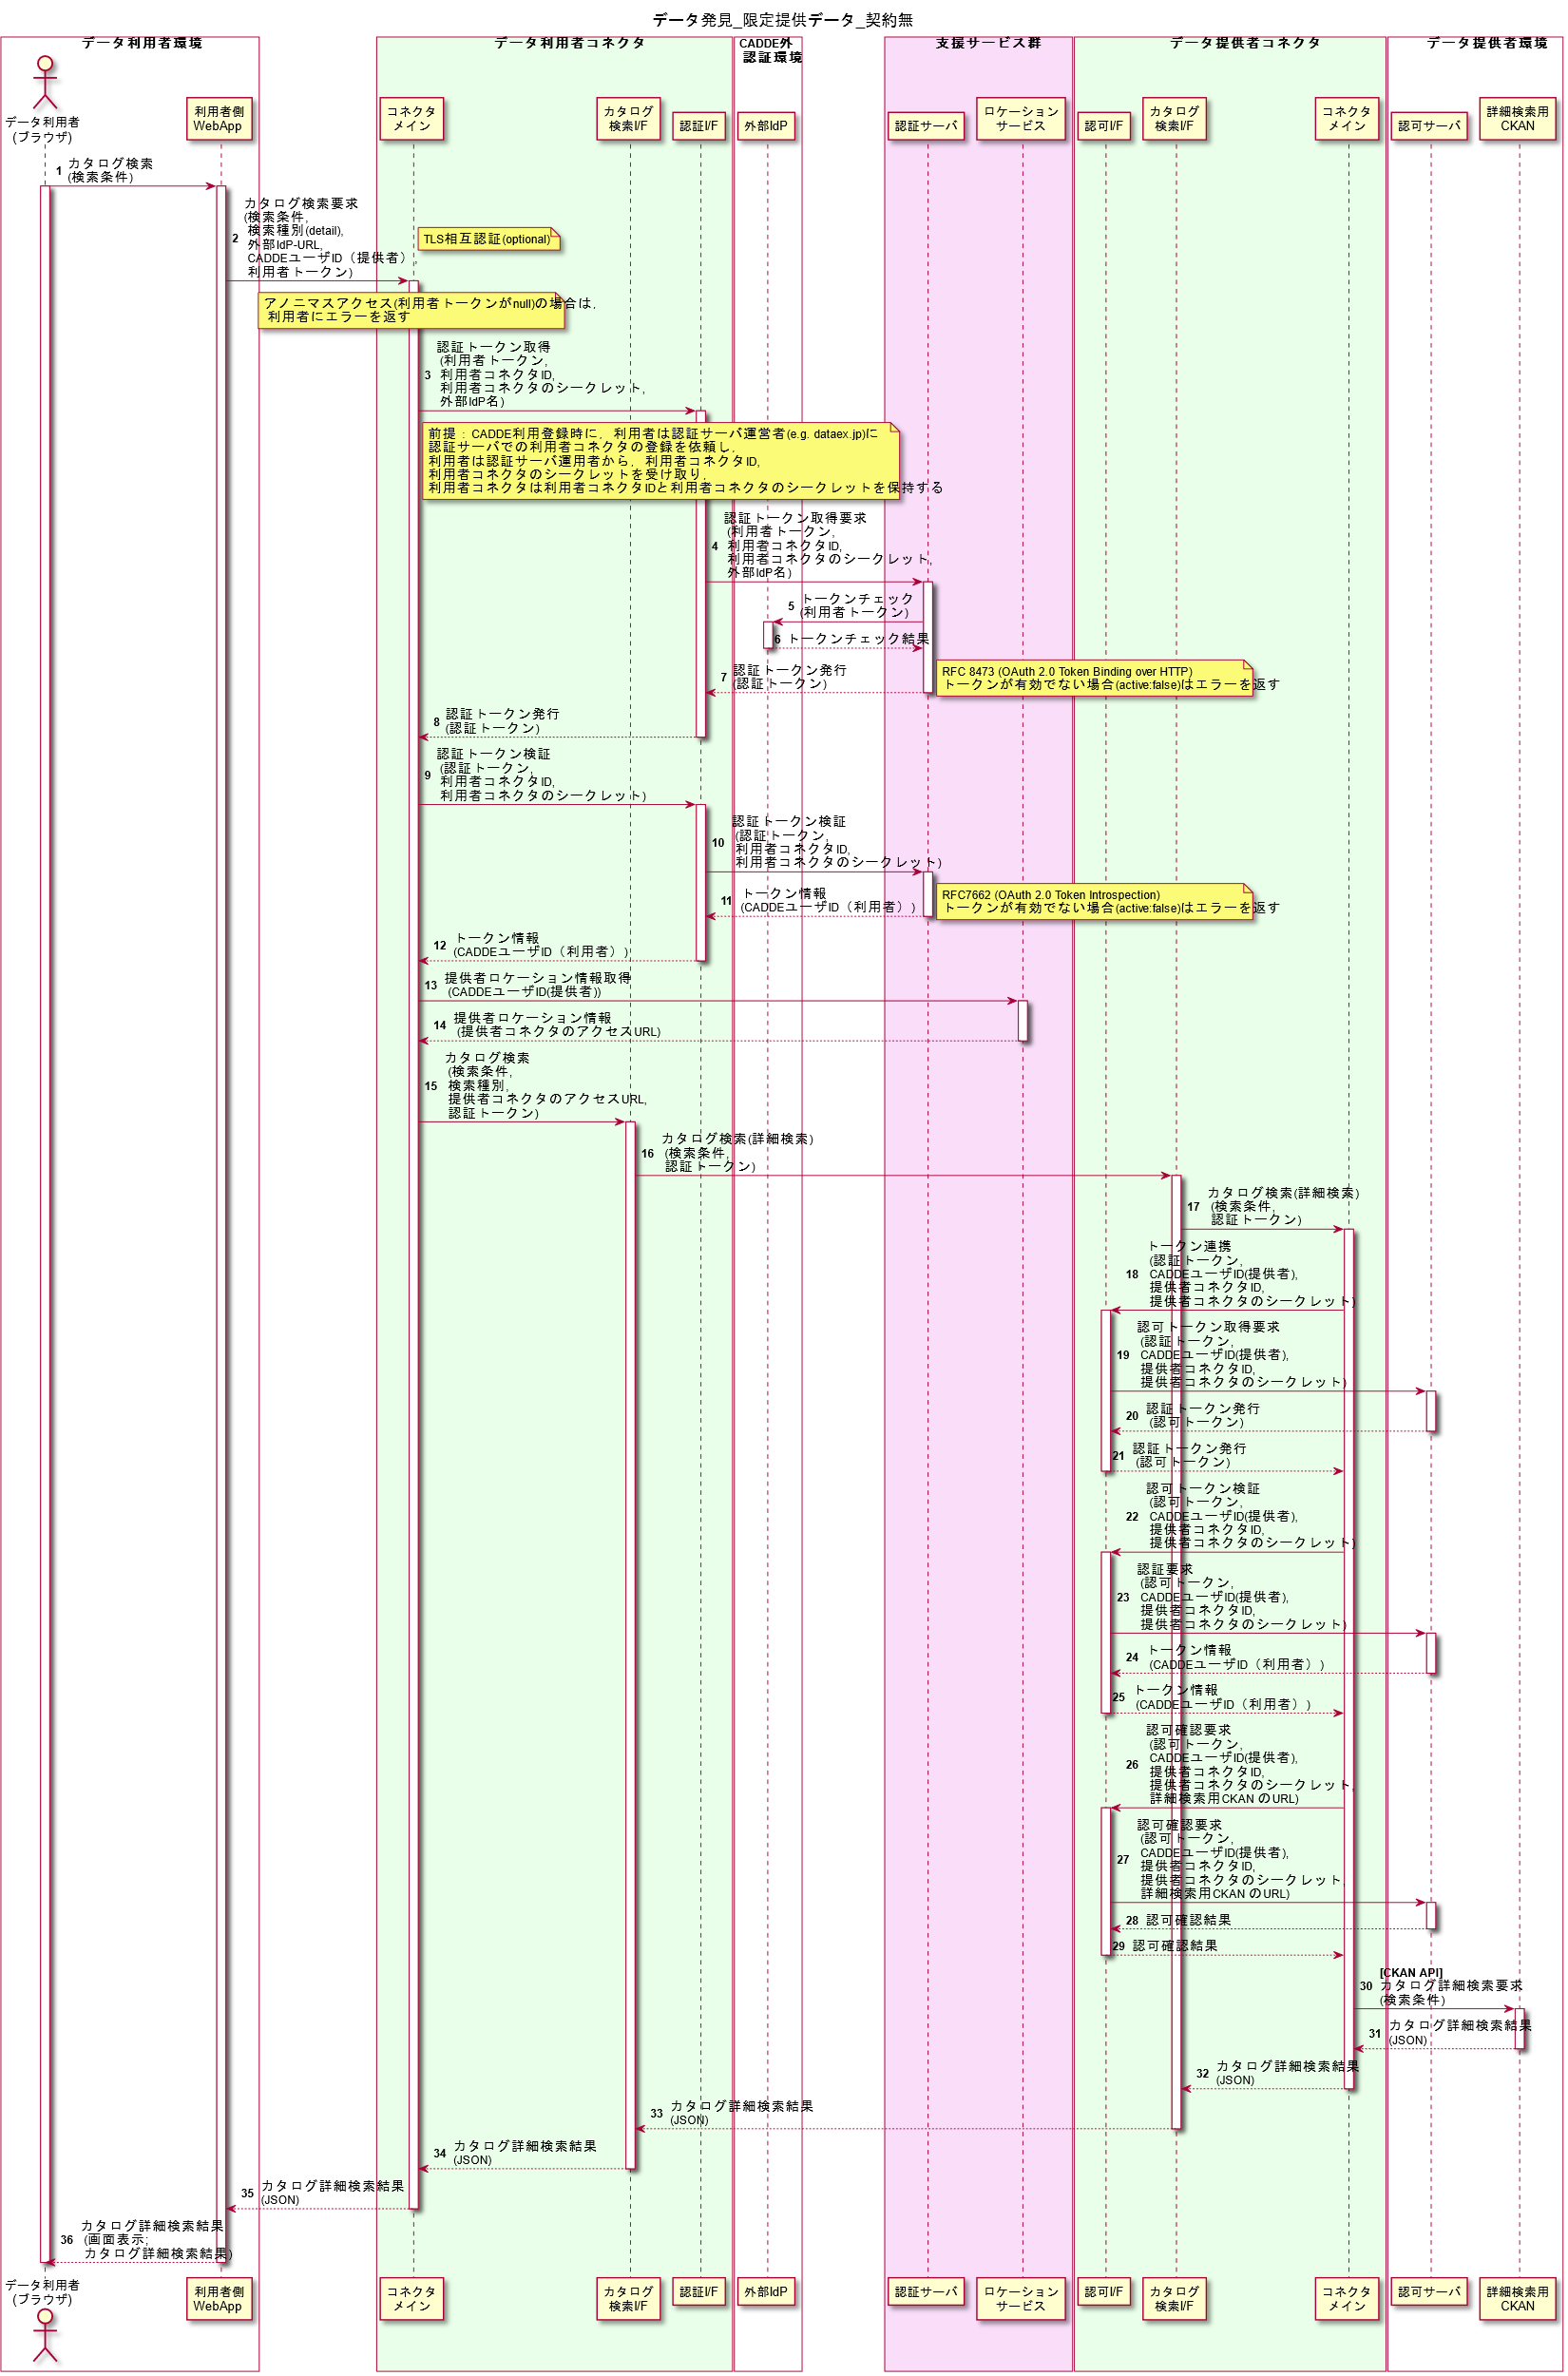 データ発見_限定提供データ_契約無
データ利用者環境
データ利用者コネクタ
CADDE外
認証環境
支援サービス群
データ提供者コネクタ
データ提供者環境
データ利用者
(ブラウザ)
利用者側
WebApp
コネクタ
メイン
カタログ
検索I/F
認証I/F
外部IdP
認証サーバ
ロケーション
サービス
認可I/F
カタログ
検索I/F
コネクタ
メイン
認可サーバ
詳細検索用
CKAN
1 カタログ検索
(検索条件)
カタログ検索要求
(検索条件,
検索種別(detail),
2 外部IdP-URL,
CADDEユーザID（提供者）,
利用者トークン)
TLS相互認証(optional)
アノニマスアクセス(利用者トークンがnull)の場合は、
利用者にエラーを返す
認証トークン取得
(利用者トークン,
3 利用者コネクタID,
利用者コネクタのシークレット,
外部IdP名)
前提：CADDE利用登録時に、利用者は認証サーバ運営者(e.g. dataex.jp)に
認証サーバでの利用者コネクタの登録を依頼し、
利用者は認証サーバ運用者から、利用者コネクタID,
利用者コネクタのシークレットを受け取り、
利用者コネクタは利用者コネクタIDと利用者コネクタのシークレットを保持する
認証トークン取得要求
(利用者トークン,
4 利用者コネクタID,
利用者コネクタのシークレット,
外部IdP名)
5 トークンチェック
(利用者トークン)
6 トークンチェック結果
7 認証トークン発行
(認証トークン)
RFC 8473 (OAuth 2.0 Token Binding over HTTP)
トークンが有効でない場合(active:false)はエラーを返す
8 認証トークン発行
(認証トークン)
認証トークン検証
(認証トークン,
9 利用者コネクタID,
利用者コネクタのシークレット)
認証トークン検証
10 (認証トークン,
利用者コネクタID,
利用者コネクタのシークレット)
11 トークン情報
(CADDEユーザID（利用者）)
RFC7662 (OAuth 2.0 Token Introspection)
トークンが有効でない場合(active:false)はエラーを返す
12 トークン情報
(CADDEユーザID（利用者）)
13 提供者ロケーション情報取得
(CADDEユーザID(提供者))
14 提供者ロケーション情報
(提供者コネクタのアクセスURL)
カタログ検索
(検索条件,
15 検索種別,
提供者コネクタのアクセスURL,
認証トークン)
カタログ検索(詳細検索)
16 (検索条件,
認証トークン)
カタログ検索(詳細検索)
17 (検索条件,
認証トークン)
トークン連携
(認証トークン,
18 CADDEユーザID(提供者),
提供者コネクタID,
提供者コネクタのシークレット)
認可トークン取得要求
(認証トークン,
19 CADDEユーザID(提供者),
提供者コネクタID,
提供者コネクタのシークレット)
20 認証トークン発行
(認可トークン)
21 認証トークン発行
(認可トークン)
認可トークン検証
(認可トークン,
22 CADDEユーザID(提供者),
提供者コネクタID,
提供者コネクタのシークレット)
認証要求
(認可トークン,
23 CADDEユーザID(提供者),
提供者コネクタID,
提供者コネクタのシークレット)
24 トークン情報
(CADDEユーザID（利用者）)
25 トークン情報
(CADDEユーザID（利用者）)
認可確認要求
(認可トークン,
26 CADDEユーザID(提供者),
提供者コネクタID,
提供者コネクタのシークレット,
詳細検索用CKAN のURL)
認可確認要求
(認可トークン,
27 CADDEユーザID(提供者),
提供者コネクタID,
提供者コネクタのシークレット,
詳細検索用CKAN のURL)
28 認可確認結果
29 認可確認結果
[CKAN API]
30 カタログ詳細検索要求
(検索条件)
31 カタログ詳細検索結果
(JSON)
32 カタログ詳細検索結果
(JSON)
33 カタログ詳細検索結果
(JSON)
34 カタログ詳細検索結果
(JSON)
35 カタログ詳細検索結果
(JSON)
カタログ詳細検索結果
36 (画面表示;
カタログ詳細検索結果)
データ利用者
(ブラウザ)
利用者側
WebApp
コネクタ
メイン
カタログ
検索I/F
認証I/F
外部IdP
認証サーバ
ロケーション
サービス
認可I/F
カタログ
検索I/F
コネクタ
メイン
認可サーバ
詳細検索用
CKAN